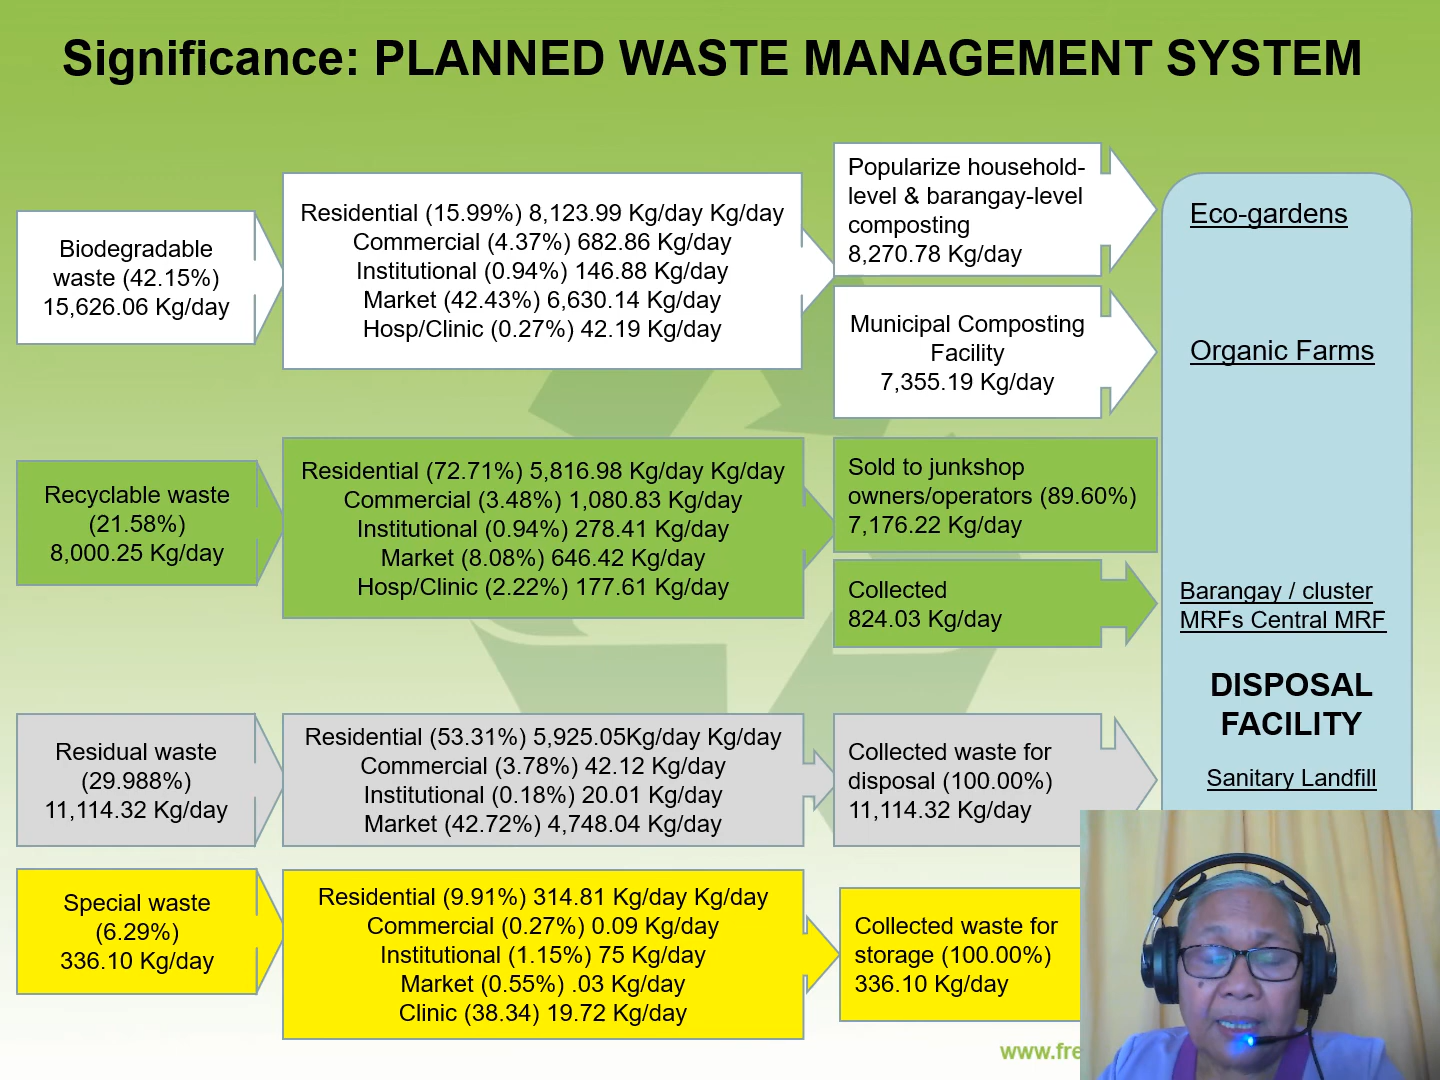 Significance: PLANNED WASTE MANAGEMENT SYSTEM
Biodegradable
waste (42.15%)
15,626.06 Kg/day
Residential (15.99%) 8,123.99 Kg/day Kg/day
Commercial (4.37%) 682.86 Kg/day
Institutional (0.94%) 146.88 Kg/day
Market (42.43%) 6,630.14 Kg/day
Hosp/Clinic (0.27%) 42.19 Kg/day
Popularize household-
level & barangay-level
composting
8,270.78 Kg/day
Municipal Composting
Facility
7,355.19 Kg/day
Eco-gardens
Organic Farms
Recyclable waste
(21.58%)
8,000.25 Kg/day
Residential (72.71%) 5,816.98 Kg/day Kg/day
Commercial (3.48%) 1,080.83 Kg/day
Institutional (0.94%) 278.41 Kg/day
Market (8.08%) 646.42 Kg/day
Hosp/Clinic (2.22%) 177.61 Kg/day
Sold to junkshop
owners/operators (89.60%)
7,176.22 Kg/day
Collected
824.03 Kg/day
Barangay / cluster
MRFs Central MRF
DISPOSAL
FACILITY
Sanitary Landfill
Residual waste
(29.988%)
11,114.32 Kg/day
Residential (53.31%) 5,925.05Kg/day Kg/day
Commercial (3.78%) 42.12 Kg/day
Institutional (0.18%) 20.01 Kg/day
Market (42.72%) 4,748.04 Kg/day
Collected waste for
disposal (100.00%)
11,114.32 Kg/day
Special waste
(6.29%)
336.10 Kg/day
Residential (9.91%) 314.81 Kg/day Kg/day
Commercial (0.27%) 0.09 Kg/day
Institutional (1.15%) 75 Kg/day
Market (0.55%) .03 Kg/day
Clinic (38.34) 19.72 Kg/day
Collected waste for
storage (100.00%)
336.10 Kg/day